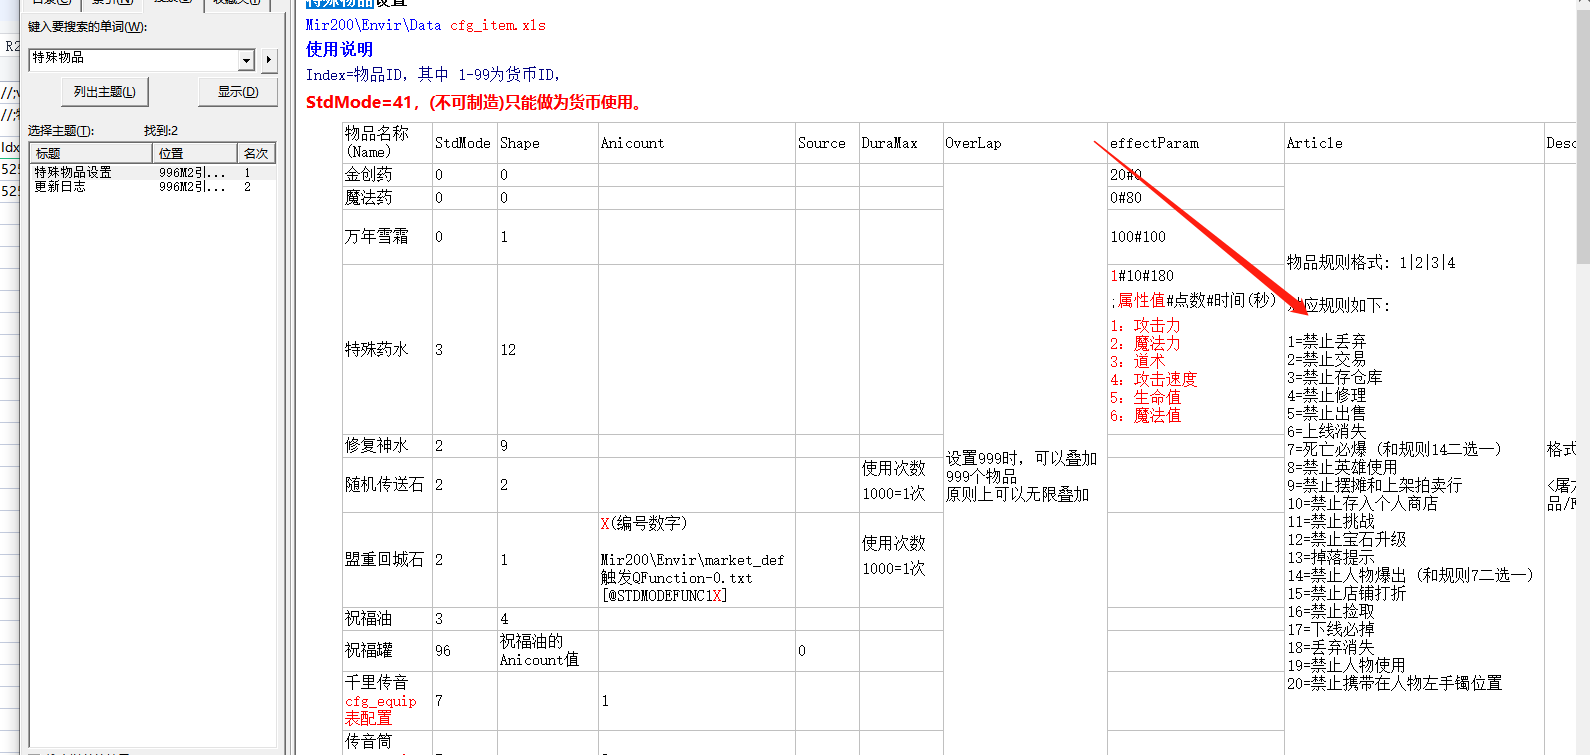 键入要搜索的单词(W):
特殊物品
列出主题(L)
显示(D)
选择主题(T):
找到:2
标题
位置
名次
特殊物品设置
996M2引...
1
更新日志
996M2引...
2
特殊物品设置
Mir200\Envir\Data cfg_item.xls
使用说明
Index=物品ID, 其中 1-99为货币ID,
StdMode=41，(不可制造)只能做为货币使用。
物品名称
(Name)
StdMode
Shape
Anicount
Source
DuraMax
OverLap
effectParam
Article
金创药
0
0
20#0
魔法药
0
0
0#80
万年雪霜
0
1
100#100
特殊药水
3
12
1#10#180
;属性值#点数#时间(秒)
1: 攻击力
2: 魔法力
3: 道术
4: 攻击速度
5: 生命值
6: 魔法值
修复神水
2
9
随机传送石
2
2
使用次数
1000=1次
盟重回城石
2
1
X(编号数字)
Mir200\Envir\market_def
触发QFunction-0.txt
[@STDMODEFUNC1X]
使用次数
1000=1次
祝福油
3
4
祝福罐
96
祝福油的
Anicount值
0
千里传音
cfg_equip
表配置
7
1
传音筒
设置999时, 可以叠加
999个物品
原则上可以无限叠加
物品规则格式: 1|2|3|4
应规则如下:
1=禁止丢弃
2=禁止交易
3=禁止存仓库
4=禁止修理
5=禁止出售
6=上线消失
7=死亡必爆 (和规则14二选一)
8=禁止英雄使用
9=禁止摆摊和上架拍卖行
10=禁止存入个人商店
11=禁止挑战
12=禁止宝石升级
13=掉落提示
14=禁止人物爆出 (和规则7二选一)
15=禁止店铺打折
16=禁止捡取
17=下线必掉
18=丢弃消失
19=禁止人物使用
20=禁止携带在人物左手镯位置
格式
品/
Idx
525
525